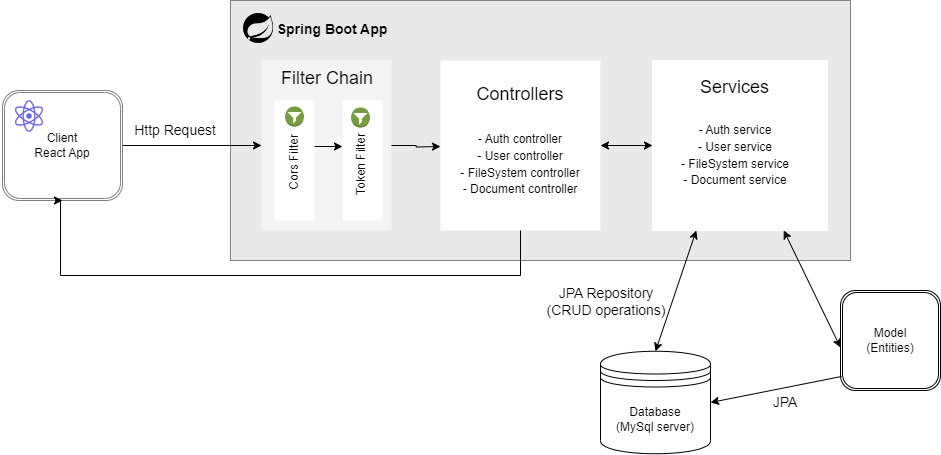 Spring Boot App
Filter Chain
Cors Filter
Token Filter
Controllers
- Auth controller
- User controller
- FileSystem controller
- Document controller
Services
- Auth service
- User service
- FileSystem service
- Document service
Client
React App
Http Request
JPA Repository
(CRUD operations)
Model
(Entities)
JPA
Database
(MySql server)